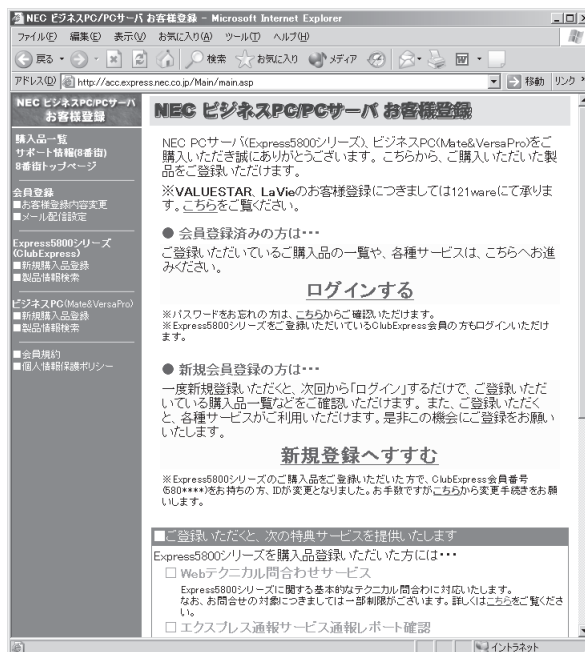 NEC ビジネスPC/PCサーバ お客様登録 - Microsoft Internet Explorer
ファイル(F) 編集(E) 表示(V) お気に入り(A) ツール(T) ヘルプ(H)
戻る 検索 お気に入り メディア
アドレス(D) http://acc.express.nec.co.jp/Main/main.asp 移動 リンク
NEC ビジネスPC/PCサーバ
お客様登録
購入品一覧
サポート情報(8番街)
8番街トップページ
会員登録
■お客様登録内容変更
■メール配信設定
Express5800シリーズ
(ClubExpress)
■新規購入品登録
■製品情報検索
ビジネスPC(Mate&VersaPro)
■新規購入品登録
■製品情報検索
■会員規約
■個人情報保護ポリシー
NEC ビジネスPC/PCサーバ お客様登録
NEC PCサーバ(Express5800シリーズ)、ビジネスPC(Mate&VersaPro)をご
購入いただき誠にありがとうございます。こちらから、ご購入いただいた製
品をご登録いただけます。
※VALUESTAR、LaVieのお客様登録につきましては121wareにて承りま
す。こちらをご覧ください。
● 会員登録済みの方は･･･
ご登録いただいているご購入品の一覧や、各種サービスは、こちらへお進
みください。
ログインする
※パスワードをお忘れの方は、こちらからご確認いただけます。
※Express5800シリーズをご登録いただいているClubExpress会員の方もログインいただけ
ます。
● 新規会員登録の方は･･･
一度新規登録いただくと、次回から「ログイン」するだけで、ご登録いただ
いている購入品一覧などをご確認いただけます。また、ご登録いただく
と、各種サービスがご利用いただけます。是非この機会にご登録をお願い
いたします。
新規登録へすすむ
※Express5800シリーズのご購入品をご登録いただいた方で、ClubExpress会員番号
(580****)をお持ちの方、IDが変更となりました。お手数ですがこちらから変更手続きをお願
いします。
■ご登録いただくと、次の特典サービスを提供いたします
Express5800シリーズを購入品登録いただいた方には･･･
□ Webテクニカル問合わせサービス
Express5800シリーズに関する基本的なテクニカル問合わに対応いたします。
なお、お問合せの対象につきましては一部制限がございます。詳しくはこちらをご覧くださ
い。
□ エクスプレス通報サービス通報レポート確認
イントラネット